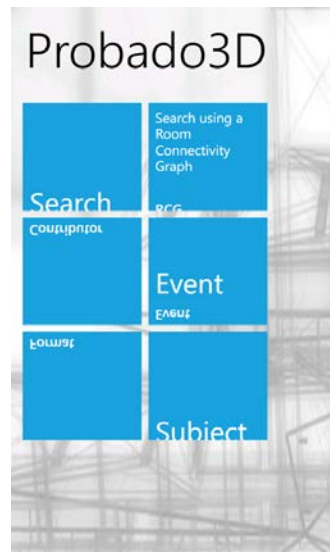 Probado3D
Search using a
Room
Connectivity
Graph
Search
RCG
Contributor
Event
Event
Format
Subject